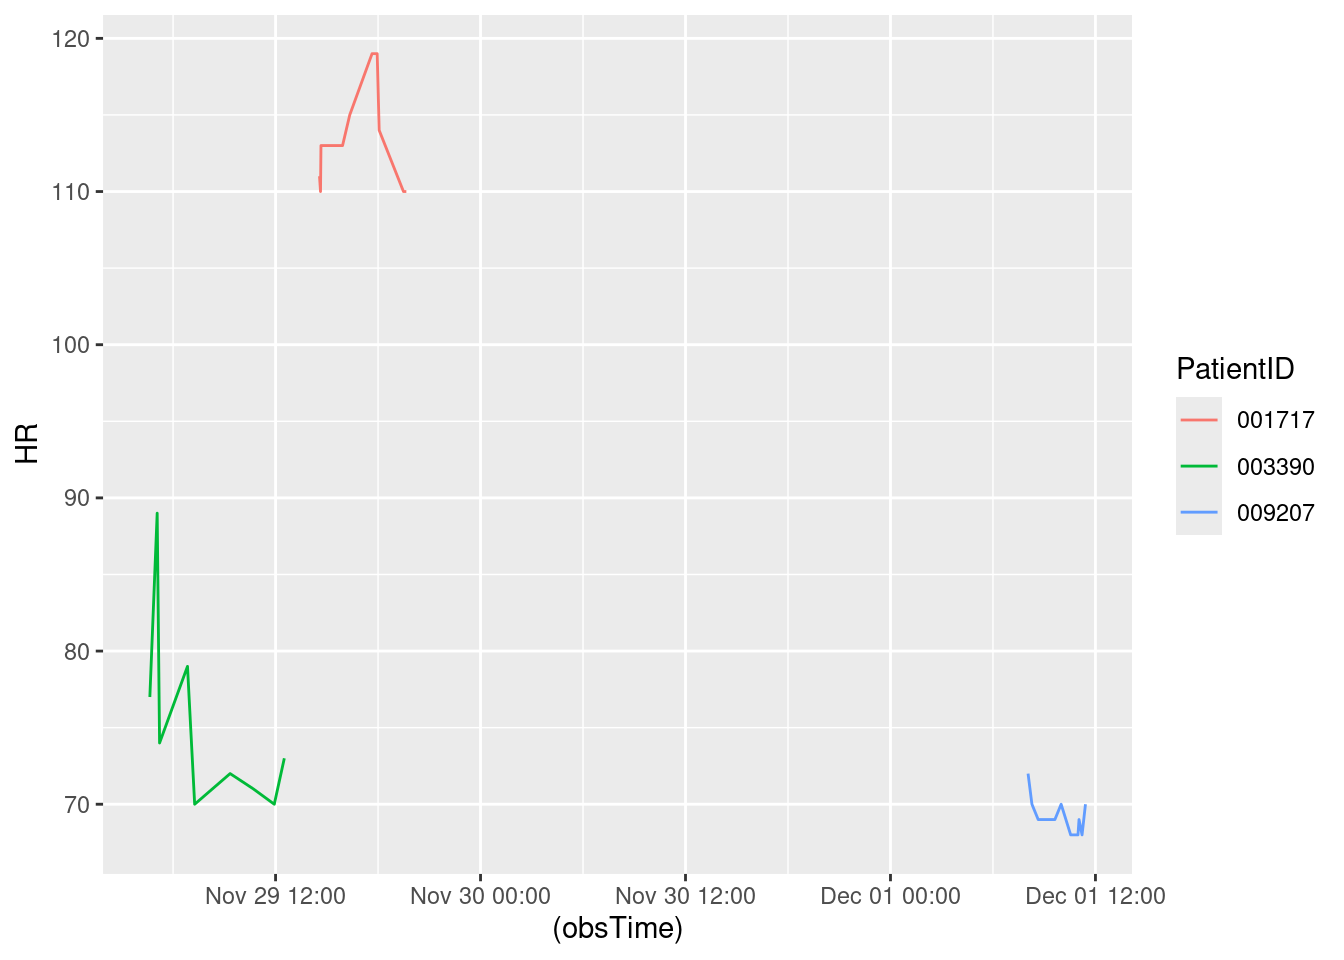 120
110
100
90
80
70
HR
Nov 29 12:00
Nov 30 00:00
Nov 30 12:00
Dec 01 00:00
Dec 01 12:00
(obsTime)
PatientID
001717
003390
009207